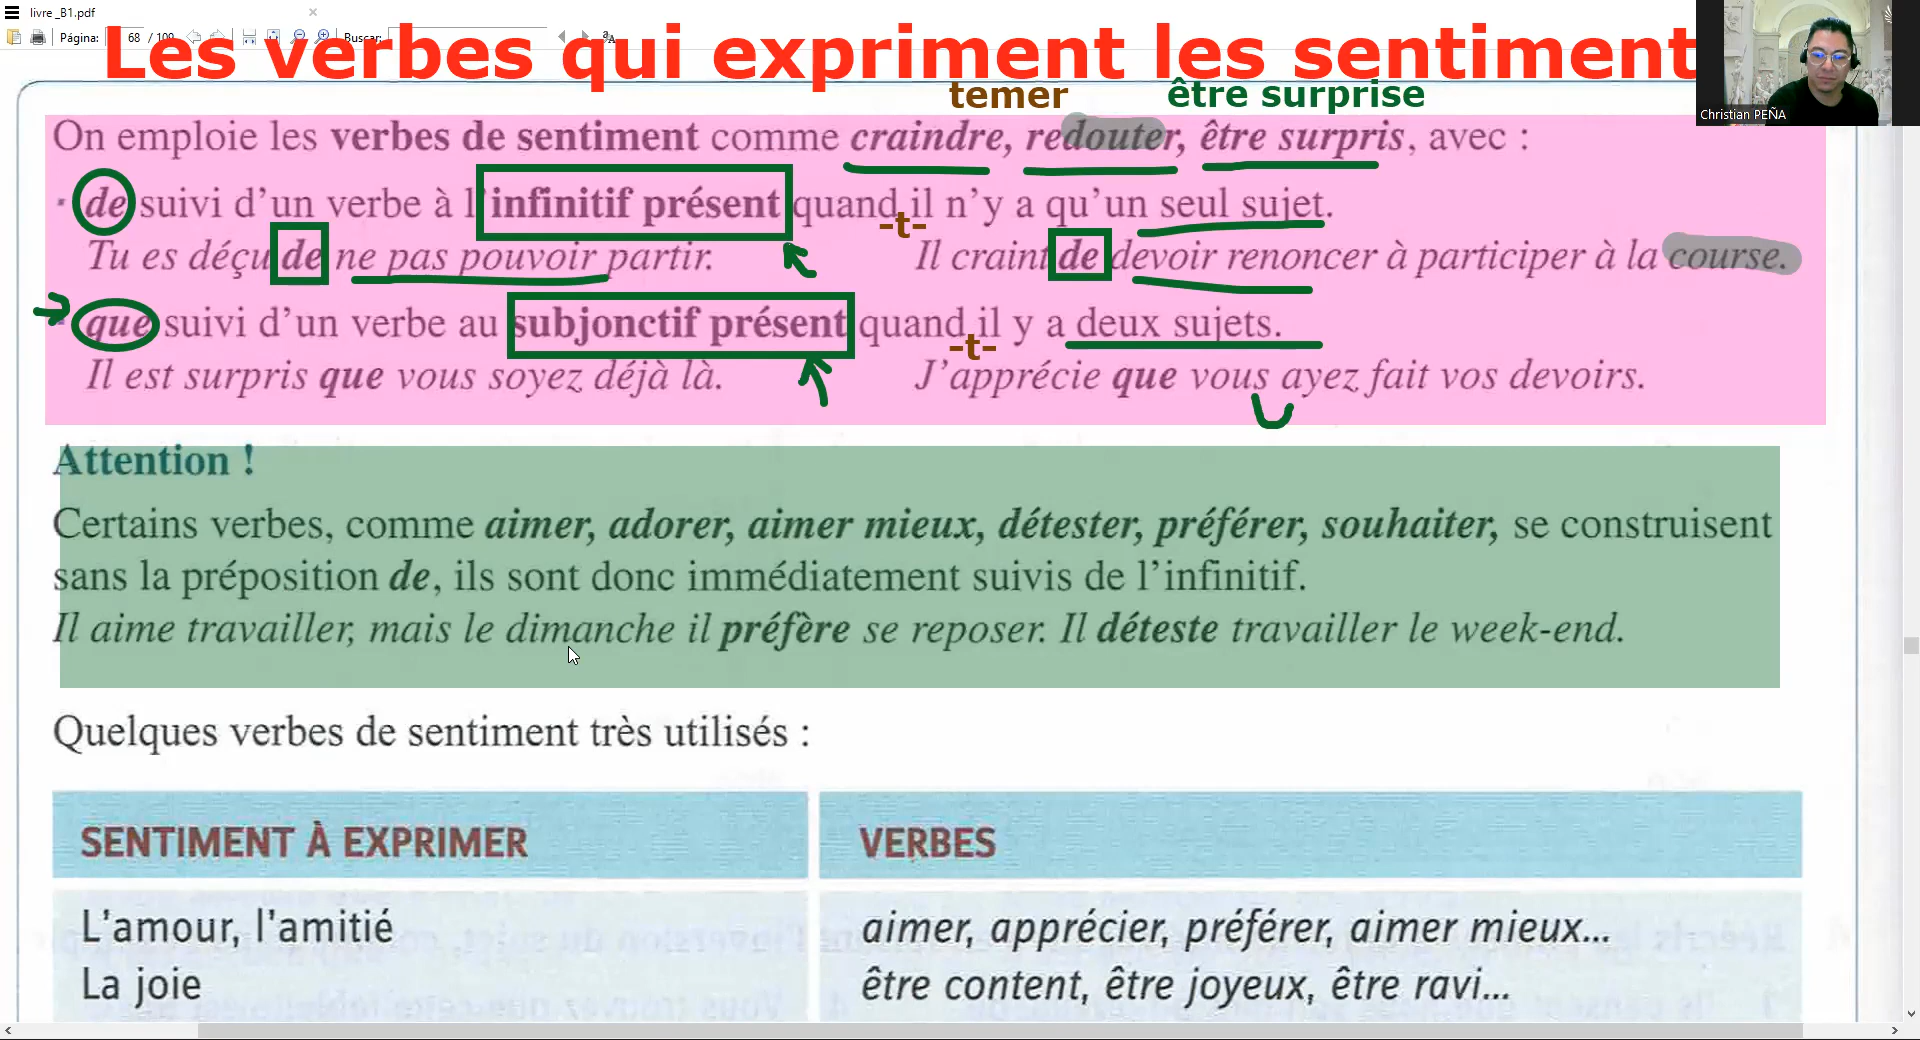 livre_B1.pdf
Página: 68 / 109 Buscar:
Les verbes qui expriment les sentiment
Christian PEÑA
temer être surprise
On emploie les verbes de sentiment comme craindre, redouter, être surpris, avec :
· de suivi d'un verbe à l'infinitif présent quand il n'y a qu'un seul sujet.
-t-
Tu es déçu de ne pas pouvoir partir. Il craint de devoir renoncer à participer à la course.
· que suivi d'un verbe au subjonctif présent quand il y a deux sujets.
-t-
Il est surpris que vous soyez déjà là. J'apprécie que vous ayez fait vos devoirs.
Attention !
Certains verbes, comme aimer, adorer, aimer mieux, détester, préférer, souhaiter, se construisent
sans la préposition de, ils sont donc immédiatement suivis de l'infinitif.
Il aime travailler, mais le dimanche il préfère se reposer. Il déteste travailler le week-end.
Quelques verbes de sentiment très utilisés :
SENTIMENT À EXPRIMER VERBES
L'amour, l'amitié aimer, apprécier, préférer, aimer mieux...
La joie être content, être joyeux, être ravi...